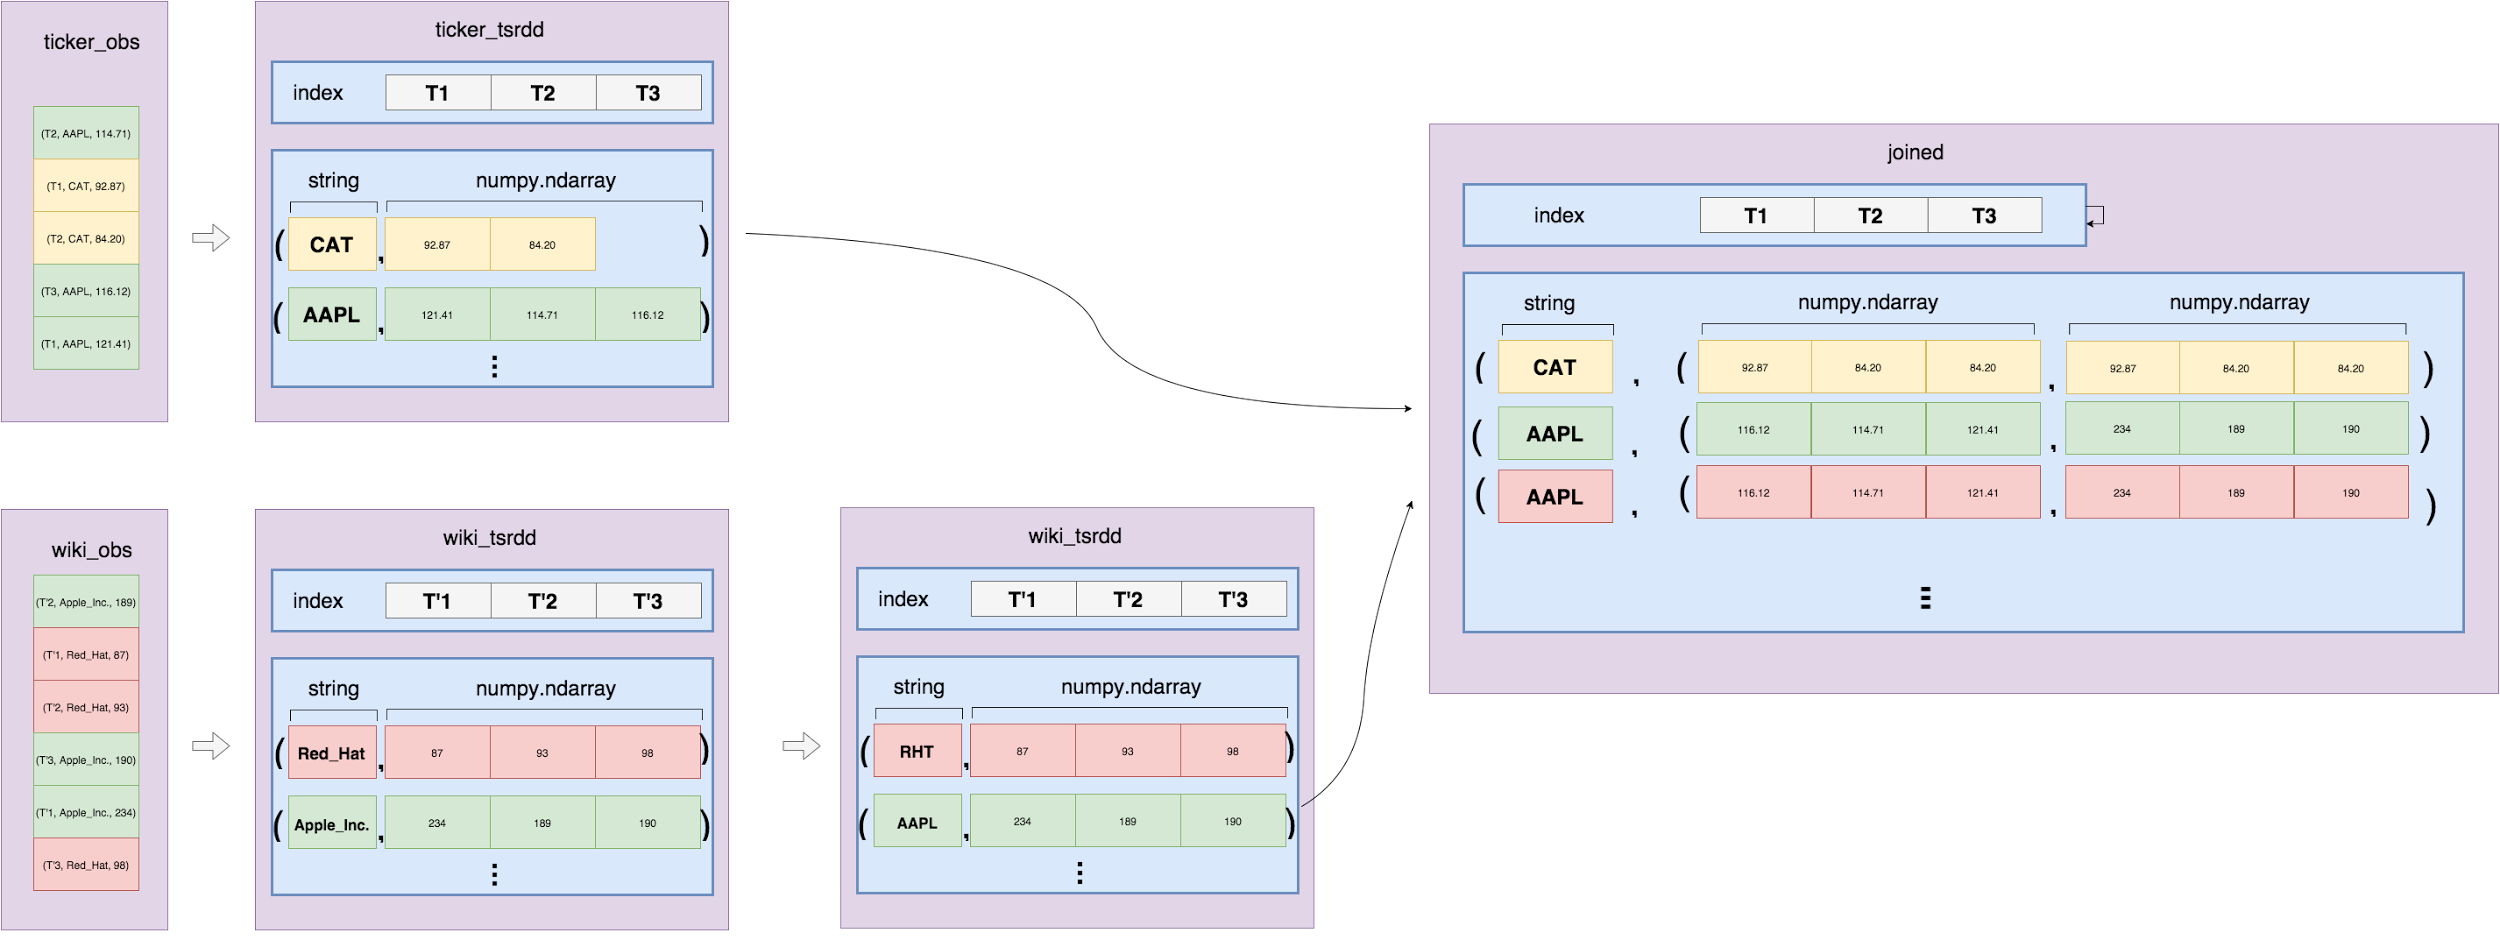 ticker_obs
(T2, AAPL, 114.71)
(T1, CAT, 92.87)
(T2, CAT, 84.20)
(T3, AAPL, 116.12)
(T1, AAPL, 121.41)
ticker_tsrdd
index T1 T2 T3
string numpy.ndarray
( CAT , 92.87 84.20 )
( AAPL , 121.41 114.71 116.12 )
⋮
wiki_obs
(T'2, Apple_Inc., 189)
(T'1, Red_Hat, 87)
(T'2, Red_Hat, 93)
(T'3, Apple_Inc., 190)
(T'1, Apple_Inc., 234)
(T'3, Red_Hat, 98)
wiki_tsrdd
index T'1 T'2 T'3
string numpy.ndarray
( Red_Hat , 87 93 98 )
( Apple_Inc. , 234 189 190 )
⋮
wiki_tsrdd
index T'1 T'2 T'3
string numpy.ndarray
( RHT , 87 93 98 )
( AAPL , 234 189 190 )
⋮
joined
index T1 T2 T3
string numpy.ndarray numpy.ndarray
( CAT , ( 92.87 84.20 84.20 , 92.87 84.20 84.20 )
( AAPL , ( 116.12 114.71 121.41 , 234 189 190 )
( AAPL , ( 116.12 114.71 121.41 , 234 189 190 )
⋮